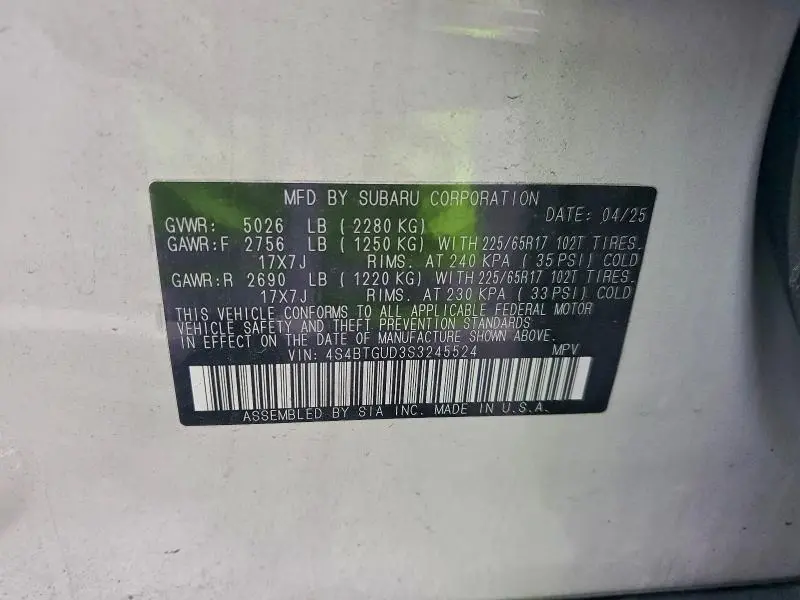 MFD BY SUBARU CORPORATION
DATE: 04/25
GVWR: 5026 LB ( 2280 KG)
GAWR:F 2756 LB ( 1250 KG) WITH 225/65R17 102T TIRES.
17X7J RIMS. AT 240 KPA ( 35 PSI) COLD
GAWR:R 2690 LB ( 1220 KG) WITH 225/65R17 102T TIRES.
17X7J RIMS. AT 230 KPA ( 33 PSI) COLD
THIS VEHICLE CONFORMS TO ALL APPLICABLE FEDERAL MOTOR
VEHICLE SAFETY AND THEFT PREVENTION STANDARDS
IN EFFECT ON THE DATE OF MANUFACTURE SHOWN ABOVE.
VIN: 4S4BTGUD3S3245524 MPV
ASSEMBLED BY SIA INC. MADE IN U.S.A.